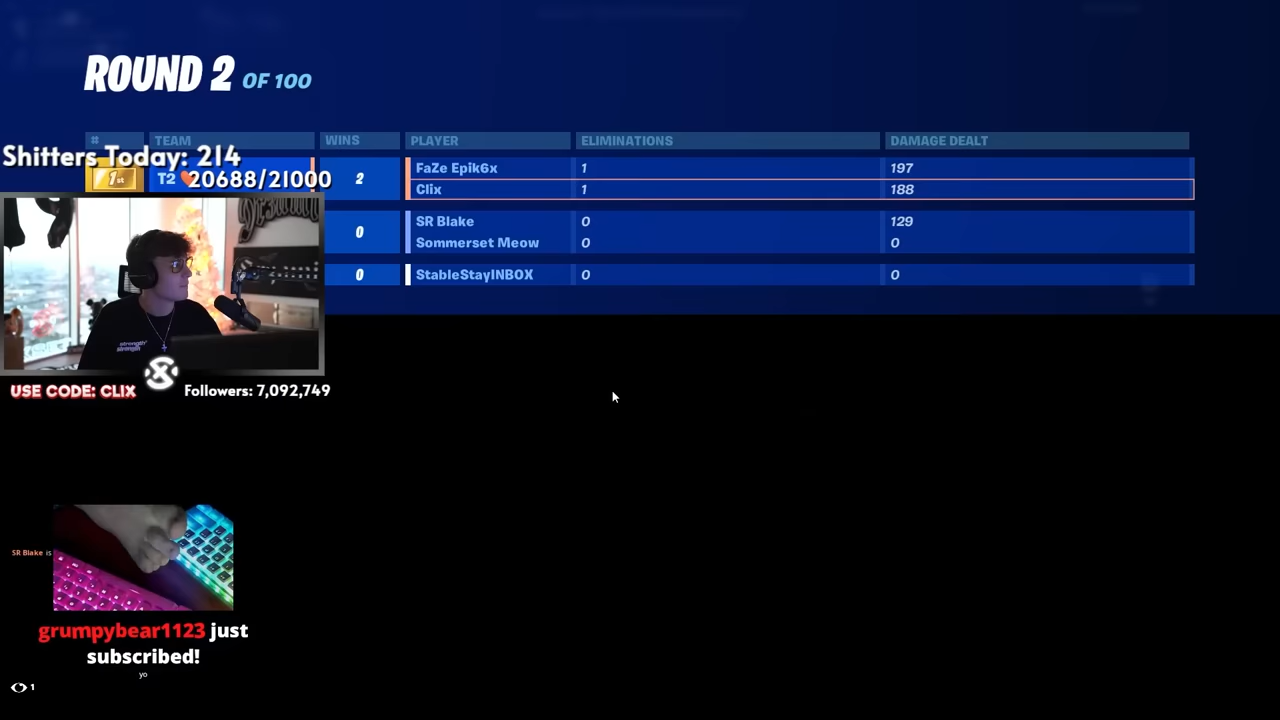 ROUND 2 OF 100
# TEAM WINS PLAYER ELIMINATIONS DAMAGE DEALT
Shitters Today: 214
1st T2 2 FaZe Epik6x 1 197
20688/21000
Clix 1 188
0 SR Blake 0 129
Sommerset Meow 0 0
0 StableStayINBOX 0 0
strength
strength
USE CODE: CLIX Followers: 7,092,749
SR Blake is
grumpybear1123 just
subscribed!
yo
1